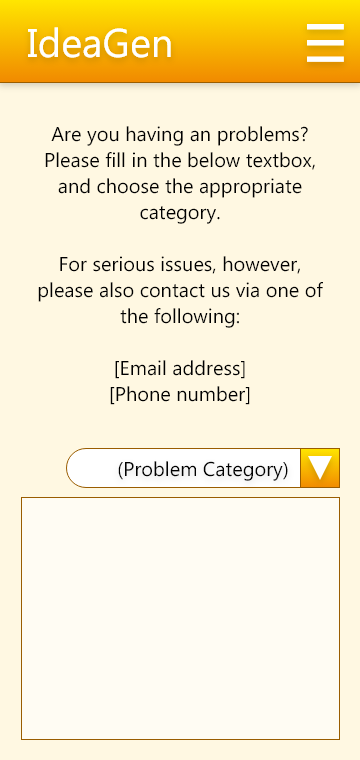 IdeaGen
Are you having an problems?
Please fill in the below textbox,
and choose the appropriate
category.
For serious issues, however,
please also contact us via one of
the following:
[Email address]
[Phone number]
(Problem Category)